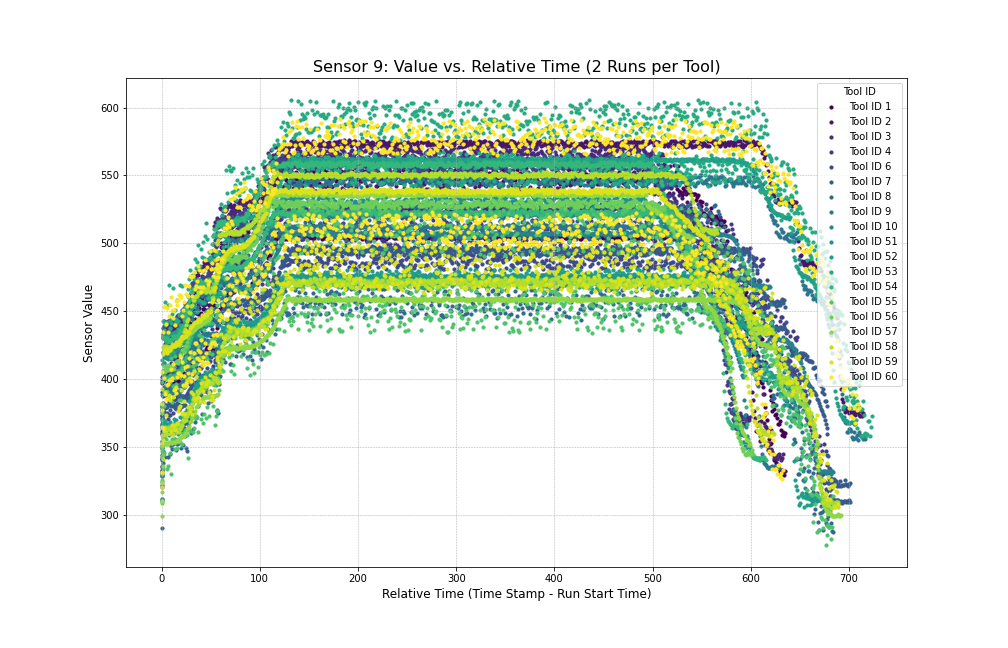 Sensor 9: Value vs. Relative Time (2 Runs per Tool)
Tool ID
Tool ID 1
Tool ID 2
Tool ID 3
Tool ID 4
Tool ID 6
Tool ID 7
Tool ID 8
Tool ID 9
Tool ID 10
Tool ID 51
Tool ID 52
Tool ID 53
Tool ID 54
Tool ID 55
Tool ID 56
Tool ID 57
Tool ID 58
Tool ID 59
Tool ID 60
Sensor Value
600
550
500
450
400
350
300
0 100 200 300 400 500 600 700
Relative Time (Time Stamp - Run Start Time)